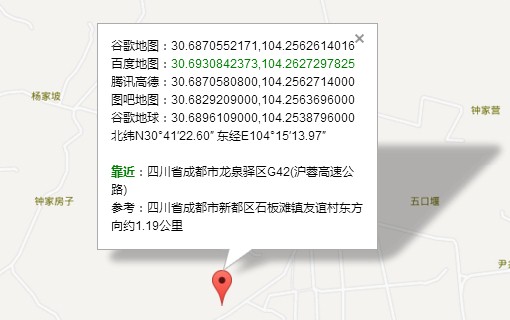 谷歌地图：30.6870552171,104.2562614016
百度地图：30.6930842373,104.2627297825
腾讯高德：30.6870580800,104.2562714000
图吧地图：30.6829209000,104.2563696000
谷歌地球：30.6896109000,104.2538796000
北纬N30°41′22.60″ 东经E104°15′13.97″
靠近：四川省成都市龙泉驿区G42(沪蓉高速公
路)
参考：四川省成都市新都区石板滩镇友谊村东方
向约1.19公里
杨家坡
钟家营
钟家房子
五口堰
尹